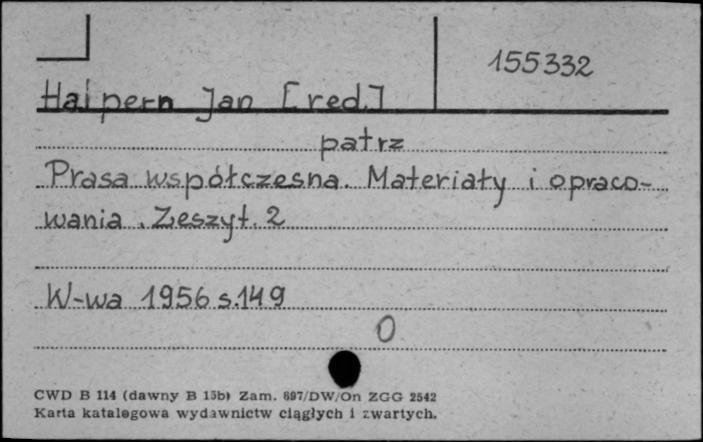 155332
Halpern Jan [red.]
patrz
Prasa współczesna. Materiały i opraco-
wania. Zeszyt. 2
W-wa 1956 s.149
0
CWD B 114 (dawny B 15b) Zam. 697/DW/On ZGG 2542
Karta katalogowa wydawnictw ciągłych i zwartych.